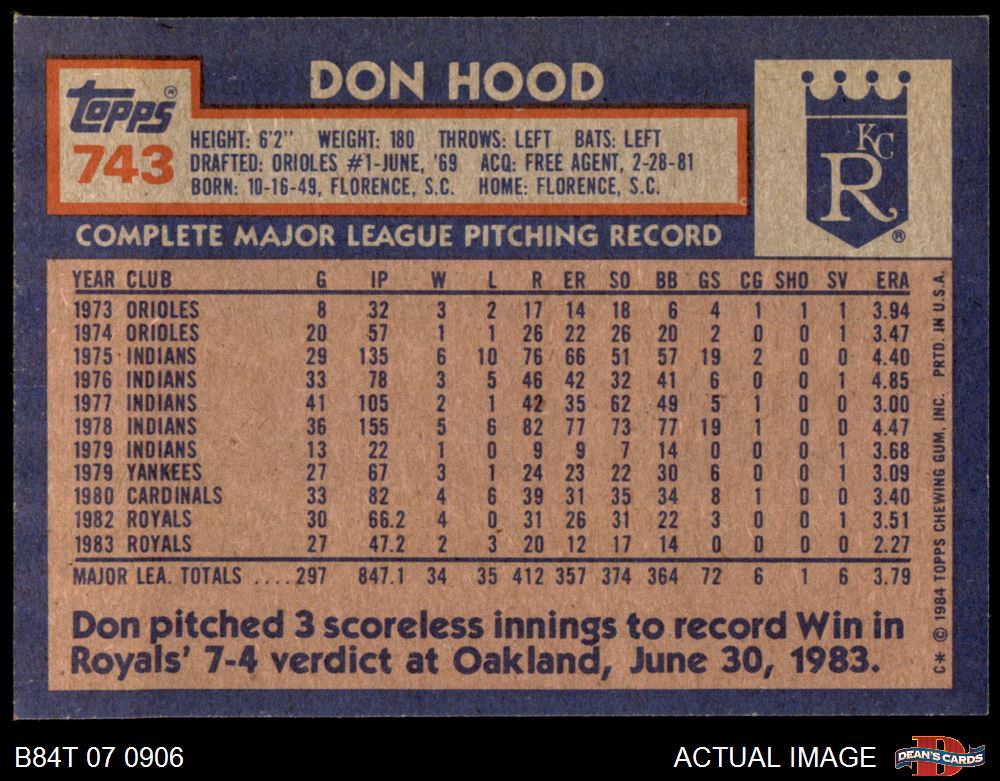 DON HOOD
topps®
743
HEIGHT: 6'2" WEIGHT: 180 THROWS: LEFT BATS: LEFT
DRAFTED: ORIOLES #1-JUNE, '69 ACQ: FREE AGENT, 2-28-81
BORN: 10-16-49, FLORENCE, S.C. HOME: FLORENCE, S.C.
KC
R
®
COMPLETE MAJOR LEAGUE PITCHING RECORD
YEAR CLUB G IP W L R ER SO BB GS CG SHO SV ERA
1973 ORIOLES 8 32 3 2 17 14 18 6 4 1 1 1 3.94
1974 ORIOLES 20 57 1 1 26 22 26 20 2 0 0 1 3.47
1975 INDIANS 29 135 6 10 76 66 51 57 19 2 0 0 4.40
1976 INDIANS 33 78 3 5 46 42 32 41 6 0 0 1 4.85
1977 INDIANS 41 105 2 1 42 35 62 49 5 1 0 0 3.00
1978 INDIANS 36 155 5 6 82 77 73 77 19 1 0 0 4.47
1979 INDIANS 13 22 1 0 9 9 7 14 0 0 0 1 3.68
1979 YANKEES 27 67 3 1 24 23 22 30 6 0 0 1 3.09
1980 CARDINALS 33 82 4 6 39 31 35 34 8 1 0 0 3.40
1982 ROYALS 30 66.2 4 0 31 26 31 22 3 0 0 1 3.51
1983 ROYALS 27 47.2 2 3 20 12 17 14 0 0 0 0 2.27
MAJOR LEA. TOTALS ....297 847.1 34 35 412 357 374 364 72 6 1 6 3.79
Don pitched 3 scoreless innings to record Win in
Royals' 7-4 verdict at Oakland, June 30, 1983.
C* © 1984 TOPPS CHEWING GUM, INC. PRTD. IN U.S.A.
B84T 07 0906
ACTUAL IMAGE
D
DEAN'S CARDS